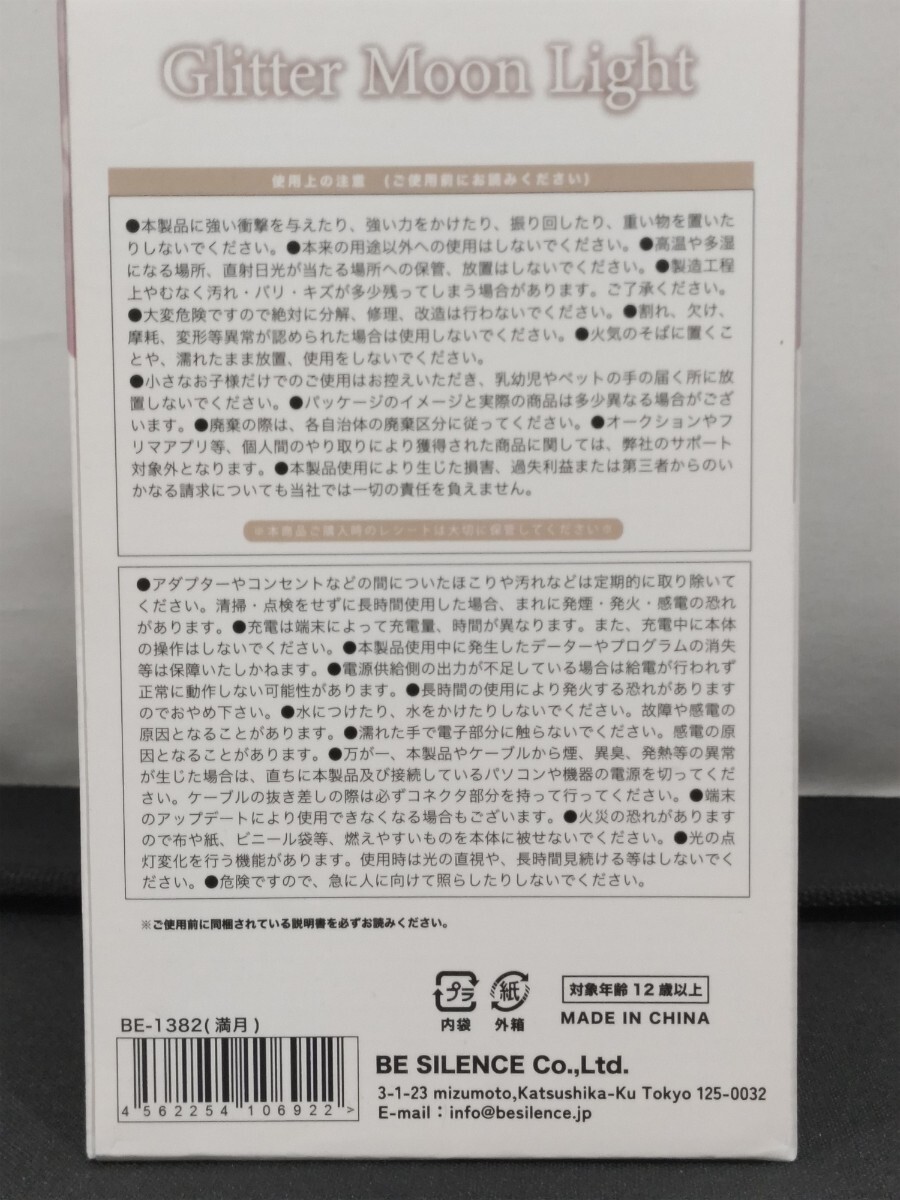 Glitter Moon Light
使用上の注意 (ご使用前にお読みください)
●本製品に強い衝撃を与えたり、強い力をかけたり、振り回したり、重い物を置いた
りしないでください。●本来の用途以外への使用はしないでください。●高温や多湿
になる場所、直射日光が当たる場所への保管、放置はしないでください。●製造工程
上やむなく汚れ・バリ・キズが多少残ってしまう場合があります。ご了承ください。
●大変危険ですので絶対に分解、修理、改造は行わないでください。●割れ、欠け、
摩耗、変形等異常が認められた場合は使用しないでください。●火気のそばに置くこ
とや、濡れたまま放置、使用をしないでください。
●小さなお子様だけでのご使用はお控えいただき、乳幼児やペットの手の届く所に放
置しないでください。●パッケージのイメージと実際の商品は多少異なる場合がござ
います。●廃棄の際は、各自治体の廃棄区分に従ってください。●オークションやフ
リマアプリ等、個人間のやり取りにより獲得された商品に関しては、弊社のサポート
対象外となります。●本製品使用により生じた損害、過失利益または第三者からのい
かなる請求についても当社では一切の責任を負えません。
※本商品ご購入時のレシートは大切に保管してください※
●アダプターやコンセントなどの間についたほこりや汚れなどは定期的に取り除いて
ください。清掃・点検をせずに長時間使用した場合、まれに発煙・発火・感電の恐れ
があります。●充電は端末によって充電量、時間が異なります。また、充電中に本体
の操作はしないでください。●本製品使用中に発生したデーターやプログラムの消失
等は保障いたしかねます。●電源供給側の出力が不足している場合は給電が行われず
正常に動作しない可能性があります。●長時間の使用により発火する恐れがあります
のでおやめ下さい。●水につけたり、水をかけたりしないでください。故障や感電の
原因となることがあります。●濡れた手で電子部分に触らないでください。感電の原
因となることがあります。●万が一、本製品やケーブルから煙、異臭、発熱等の異常
が生じた場合は、直ちに本製品及び接続しているパソコンや機器の電源を切ってくだ
さい。ケーブルの抜き差しの際は必ずコネクタ部分を持って行ってください。●端末
のアップデートにより使用できなくなる場合もございます。●火災の恐れがあります
ので布や紙、ビニール袋等、燃えやすいものを本体に被せないでください。●光の点
灯変化を行う機能があります。使用時は光の直視や、長時間見続ける等はしないでく
ださい。●危険ですので、急に人に向けて照らしたりしないでください。
※ご使用前に同梱されている説明書を必ずお読みください。
プラ 紙
内袋 外箱
対象年齢12歳以上
MADE IN CHINA
BE-1382(満月)
4 562254 106922 >
BE SILENCE Co.,Ltd.
3-1-23 mizumoto,Katsushika-Ku Tokyo 125-0032
E-mail：info@besilence.jp